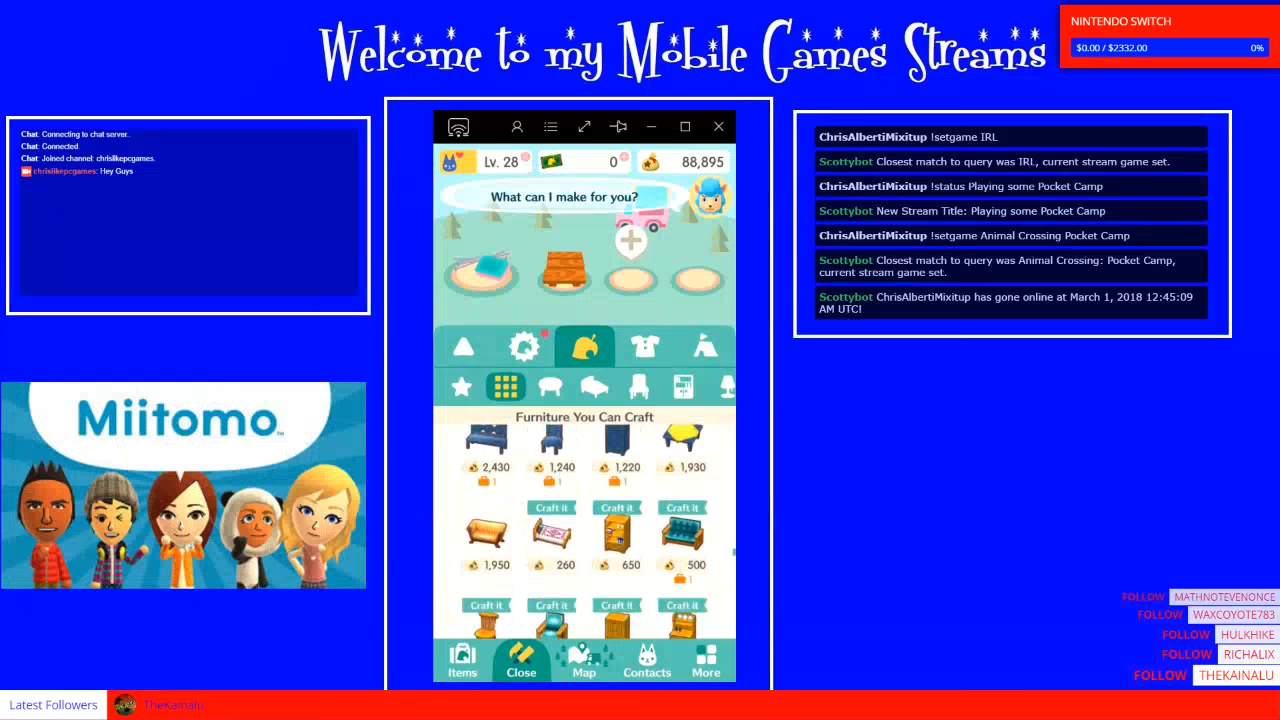 Welcome to my Mobile Games Streams
NINTENDO SWITCH
$0.00 / $2332.00 0%
Chat: Connecting to chat server..
Chat: Connected.
Chat: Joined channel: chrislikepcgames.
chrislikepcgames: Hey Guys
Lv. 28 0 88,895
What can I make for you?
Furniture You Can Craft
2,430 1,240 1,220 1,930
1 1 1
Craft it Craft it Craft it
1,950 260 650 500
1
Craft it Craft it Craft it Craft it
Items Close Map Contacts More
ChrisAlbertiMixitup !setgame IRL
Scottybot Closest match to query was IRL, current stream game set.
ChrisAlbertiMixitup !status Playing some Pocket Camp
Scottybot New Stream Title: Playing some Pocket Camp
ChrisAlbertiMixitup !setgame Animal Crossing Pocket Camp
Scottybot Closest match to query was Animal Crossing: Pocket Camp,
current stream game set.
Scottybot ChrisAlbertiMixitup has gone online at March 1, 2018 12:45:09
AM UTC!
Miitomo™
FOLLOW MATHNOTEVENONCE
FOLLOW WAXCOYOTE783
FOLLOW HULKHIKE
FOLLOW RICHALIX
FOLLOW THEKAINALU
Latest Followers TheKainalu